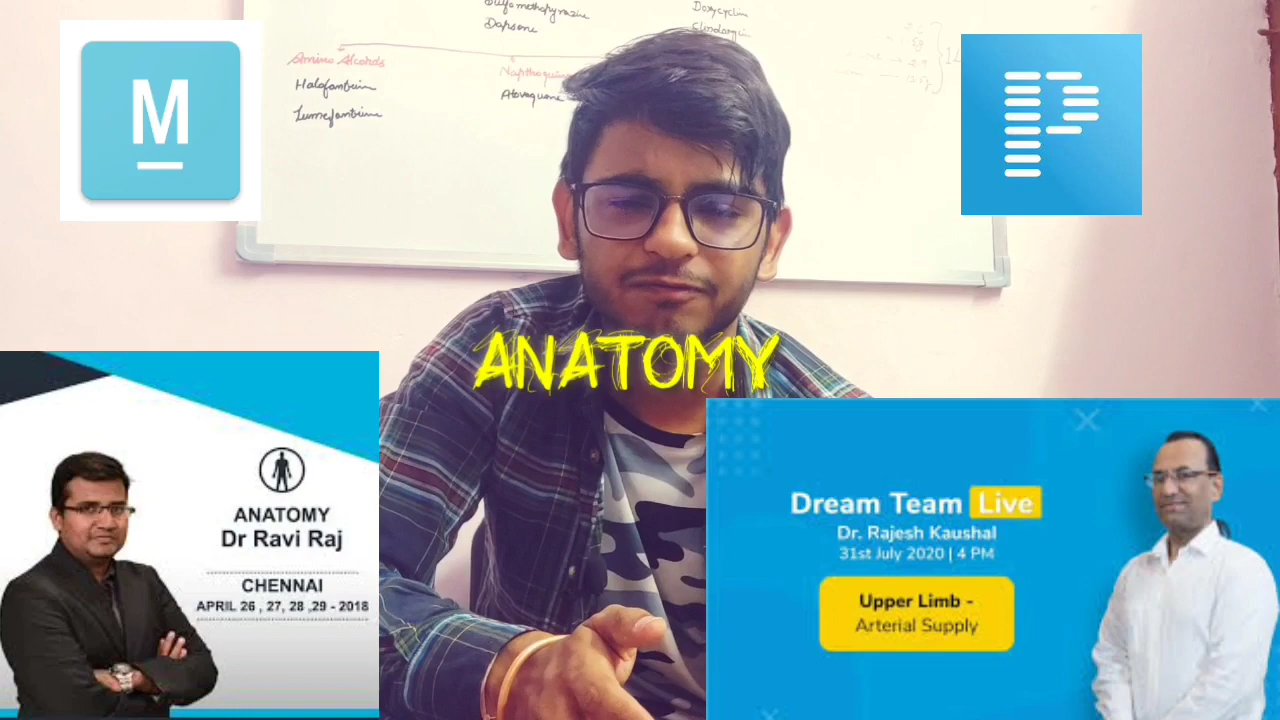 Dapsone
Doxycyclin
Amino Alcohols
Halofantrine
Lumefantrine
Atovaquone
M
P
ANATOMY
ANATOMY
Dr Ravi Raj
CHENNAI
APRIL 26 , 27, 28 ,29 - 2018
Dream Team Live
Dr. Rajesh Kaushal
31st July 2020 | 4 PM
Upper Limb -
Arterial Supply